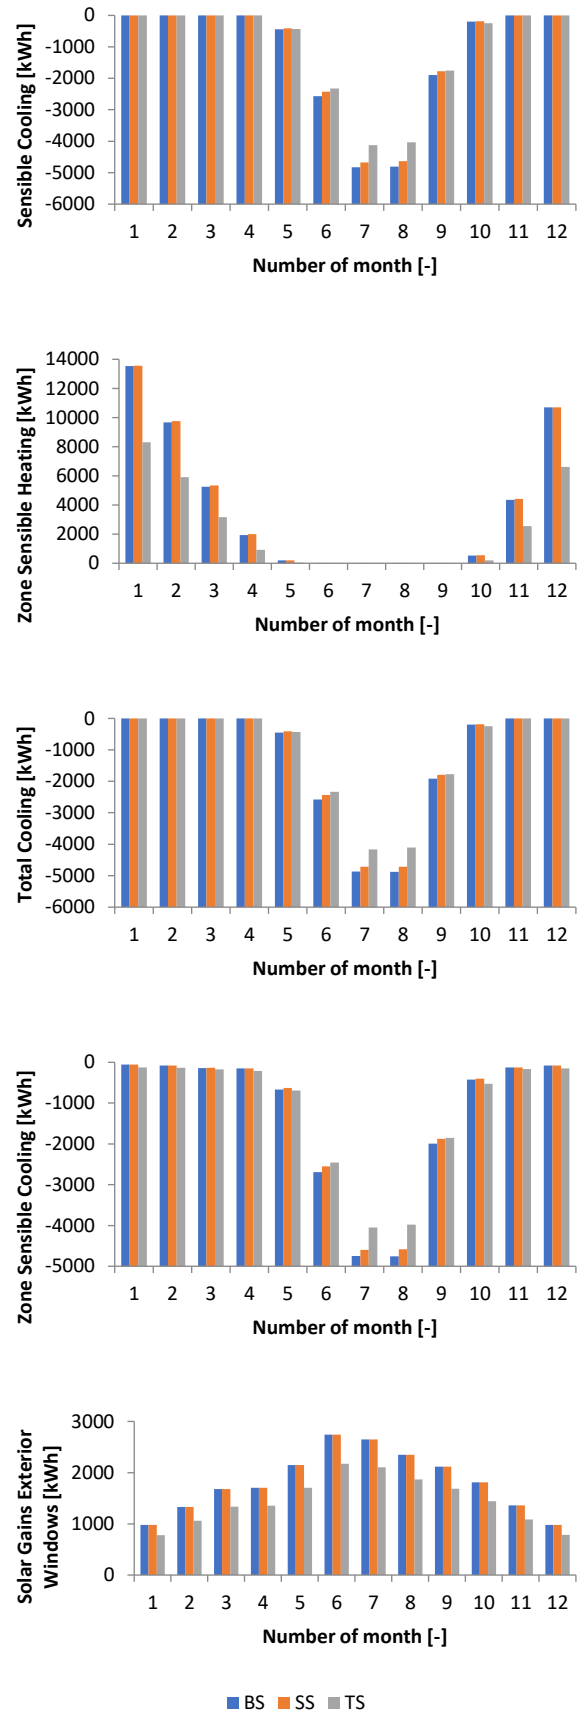 Sensible Cooling [kWh]
0
-1000
-2000
-3000
-4000
-5000
-6000
1 2 3 4 5 6 7 8 9 10 11 12
Number of month [-]
Zone Sensible Heating [kWh]
14000
12000
10000
8000
6000
4000
2000
0
1 2 3 4 5 6 7 8 9 10 11 12
Number of month [-]
Total Cooling [kWh]
0
-1000
-2000
-3000
-4000
-5000
-6000
1 2 3 4 5 6 7 8 9 10 11 12
Number of month [-]
Zone Sensible Cooling [kWh]
0
-1000
-2000
-3000
-4000
-5000
1 2 3 4 5 6 7 8 9 10 11 12
Number of month [-]
Solar Gains Exterior
Windows [kWh]
3000
2000
1000
0
1 2 3 4 5 6 7 8 9 10 11 12
Number of month [-]
BS SS TS